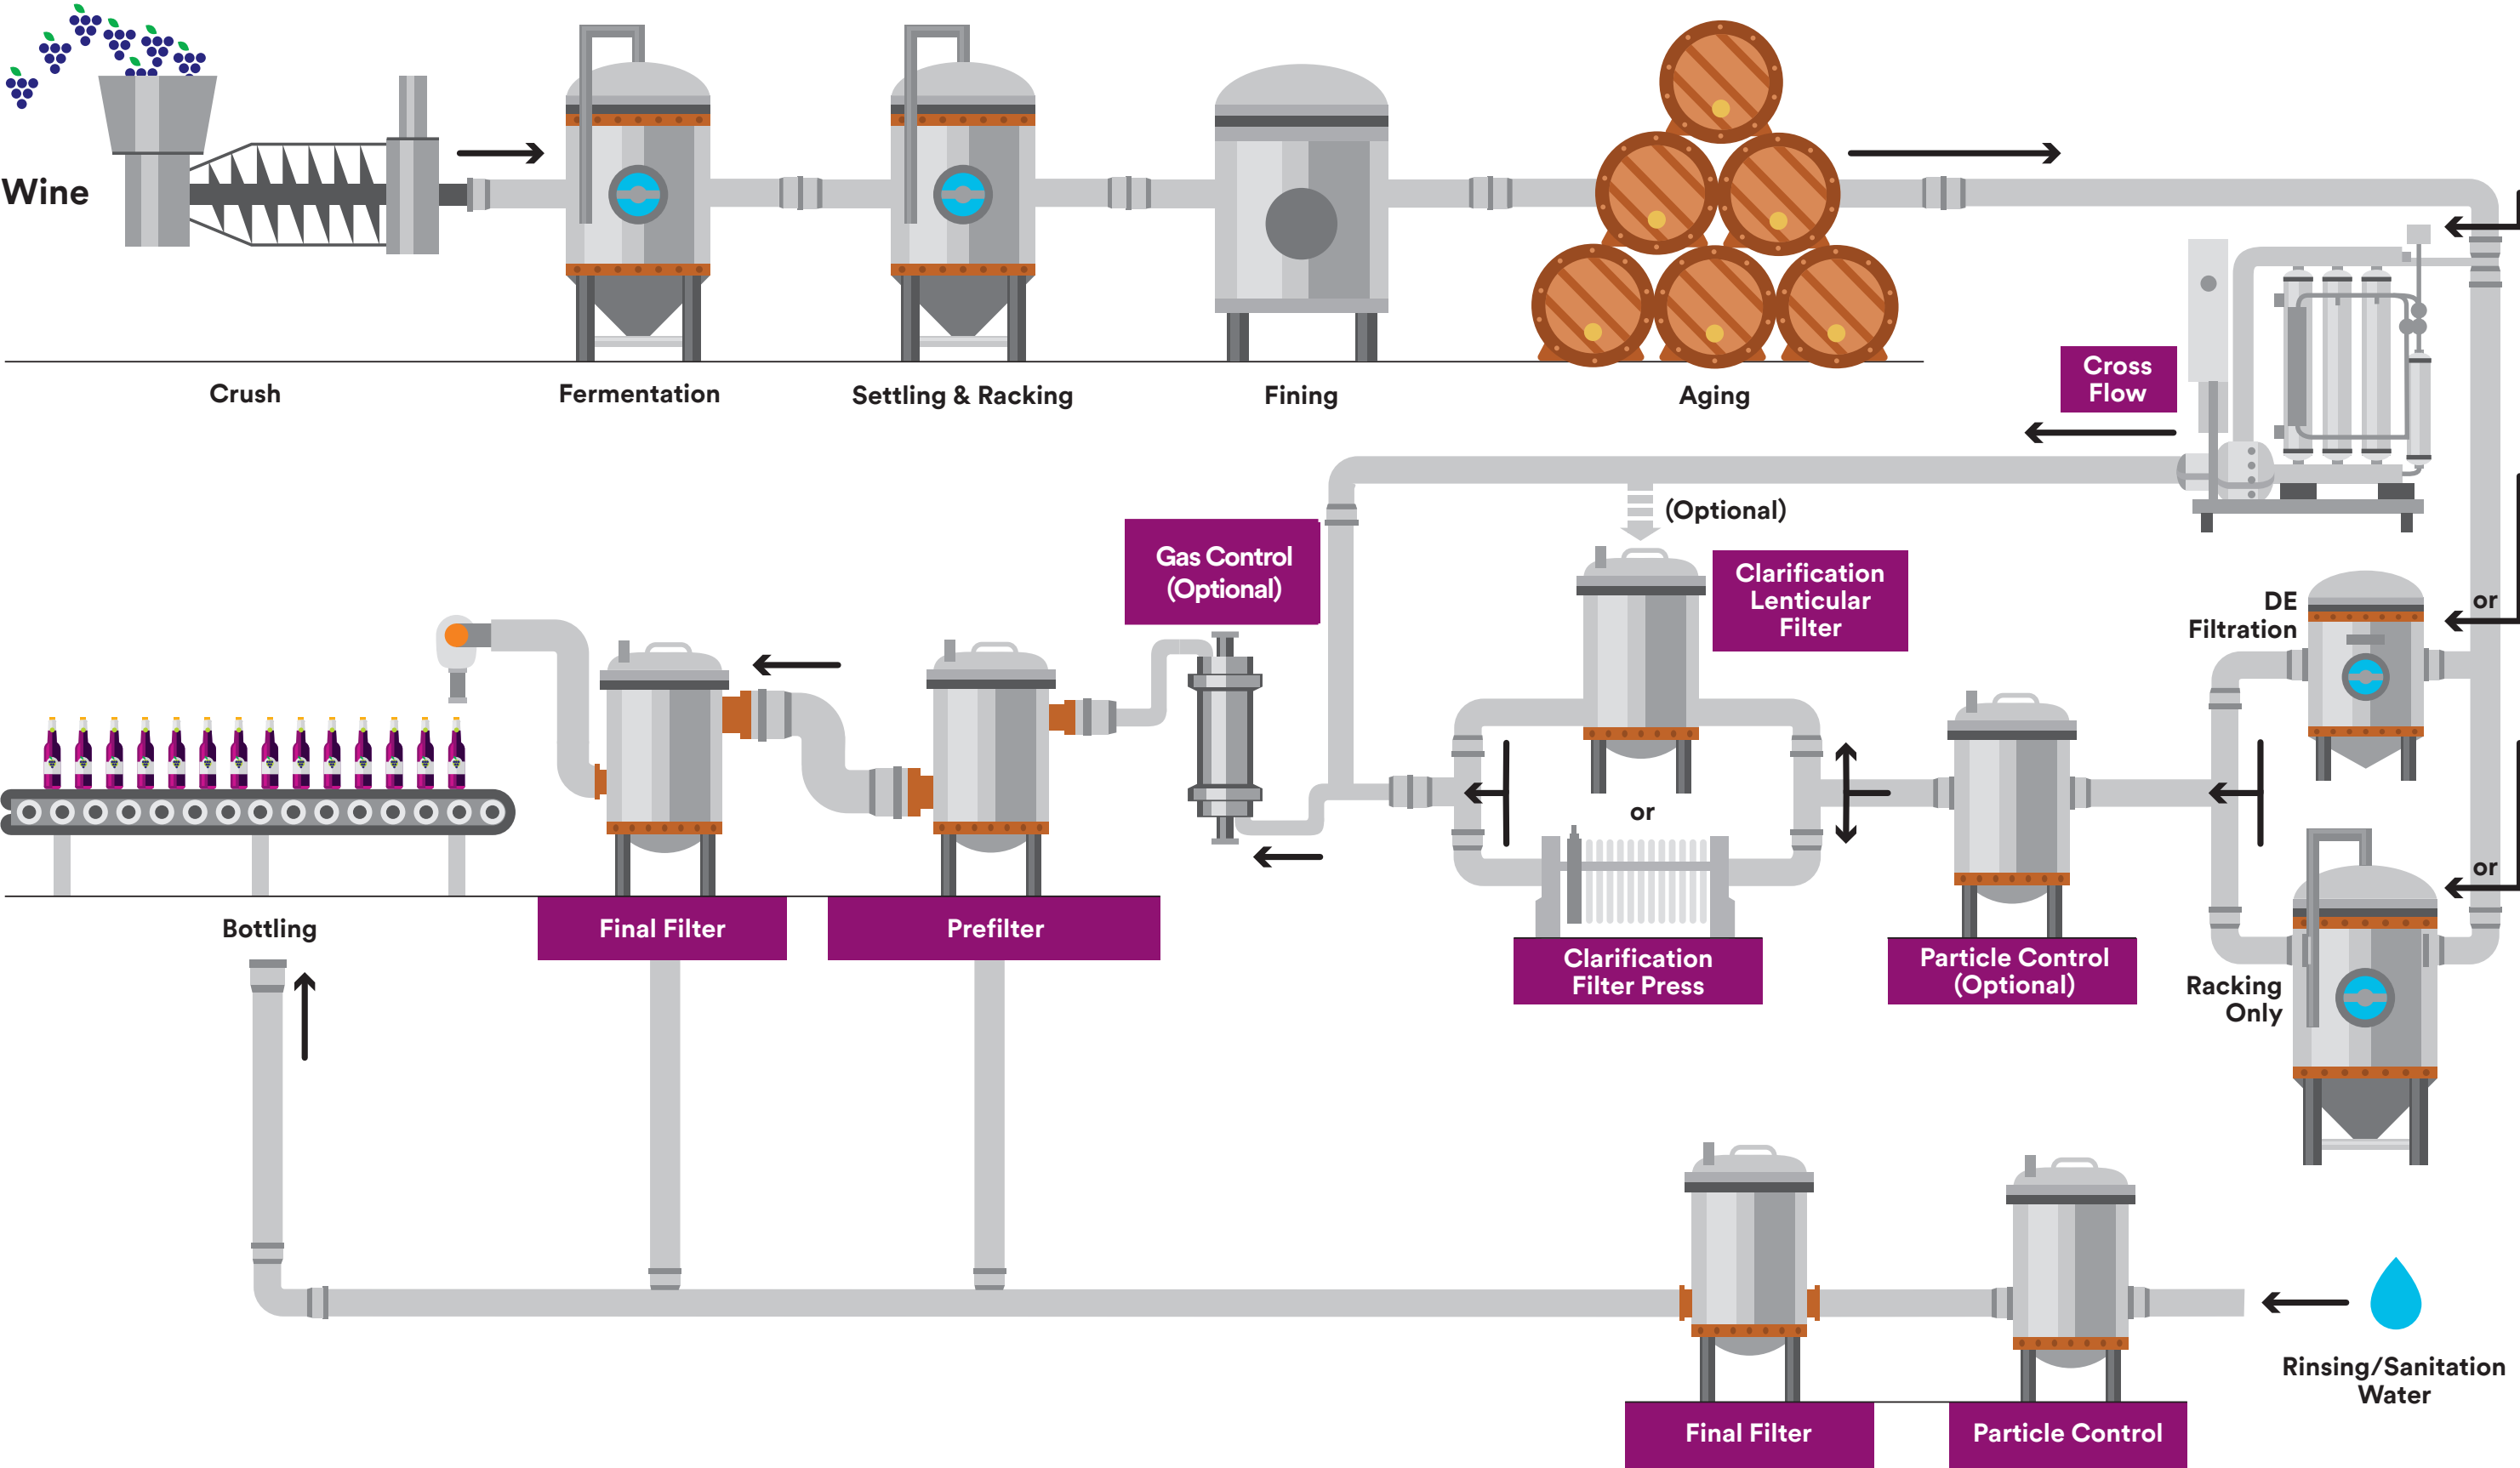 Wine
Crush
Fermentation
Settling & Racking
Fining
Aging
Cross
Flow
(Optional)
Gas Control
(Optional)
Clarification
Lenticular
Filter
DE
Filtration
or
or
or
Bottling
Final Filter
Prefilter
Clarification
Filter Press
Particle Control
(Optional)
Racking
Only
Rinsing/Sanitation
Water
Final Filter
Particle Control